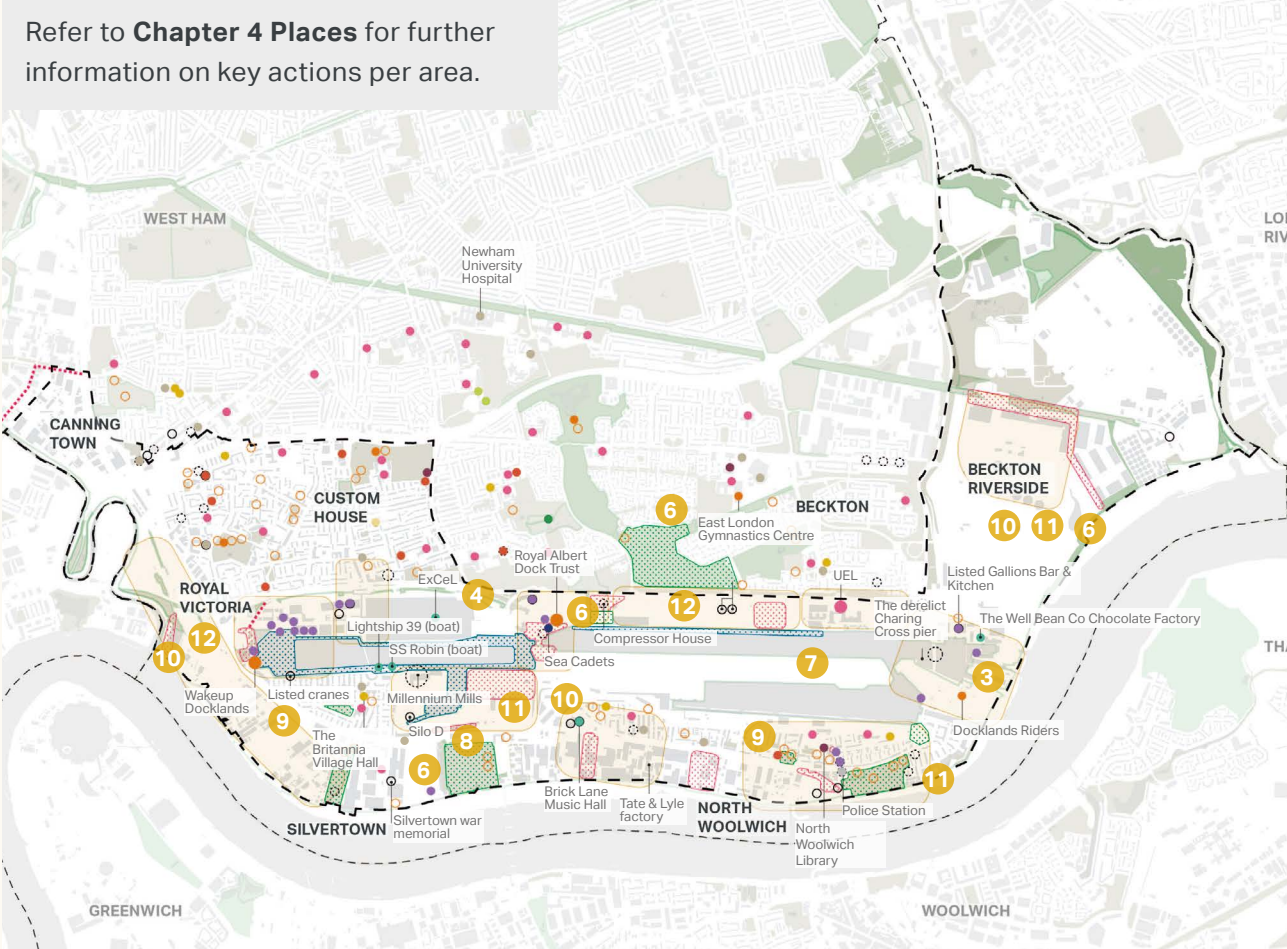 Refer to Chapter 4 Places for further
information on key actions per area.
WEST HAM
LO
RIV
Newham
University
Hospital
CANNING
TOWN
CUSTOM
HOUSE
BECKTON
RIVERSIDE
10
11
6
6
BECKTON
East London
Gymnastics Centre
Royal Albert
Dock Trust
ExCeL
4
6
12
UEL
Listed Gallions Bar &
Kitchen
ROYAL
VICTORIA
12
10
Lightship 39 (boat)
SS Robin (boat)
Compressor House
The derelict
Charing
Cross pier
The Well Bean Co Chocolate Factory
Sea Cadets
7
3
THA
Wakeup
Docklands
Listed cranes
Millennium Mills
11
10
9
Silo D
8
9
Docklands Riders
The
Britannia
Village Hall
6
11
Brick Lane
Music Hall
Tate & Lyle
factory
NORTH
WOOLWICH
Police Station
SILVERTOWN
Silvertown war
memorial
North
Woolwich
Library
GREENWICH
WOOLWICH